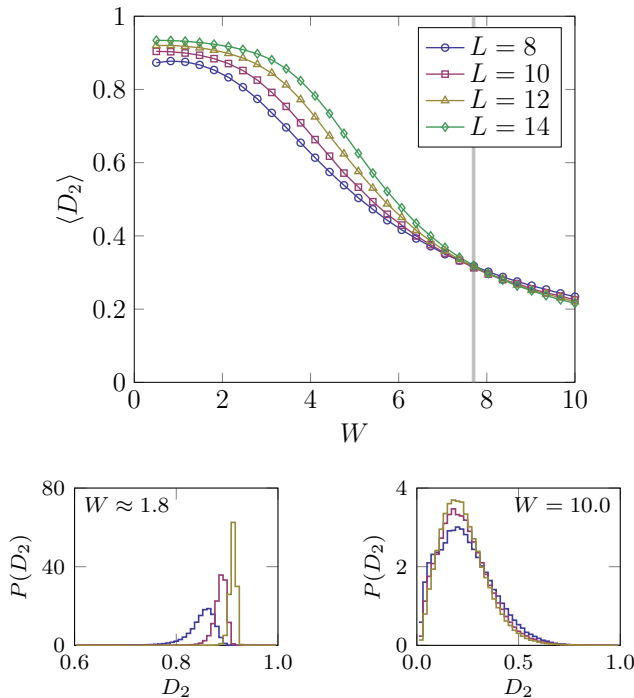 1
0.8
0.6
0.4
0.2
0
⟨D₂⟩
L = 8
L = 10
L = 12
L = 14
0 2 4 6 8 10
W
80
40
0
P(D₂)
W ≈ 1.8
0.6 0.8 1.0
D₂
4
2
0
P(D₂)
W = 10.0
0.0 0.5 1.0
D₂